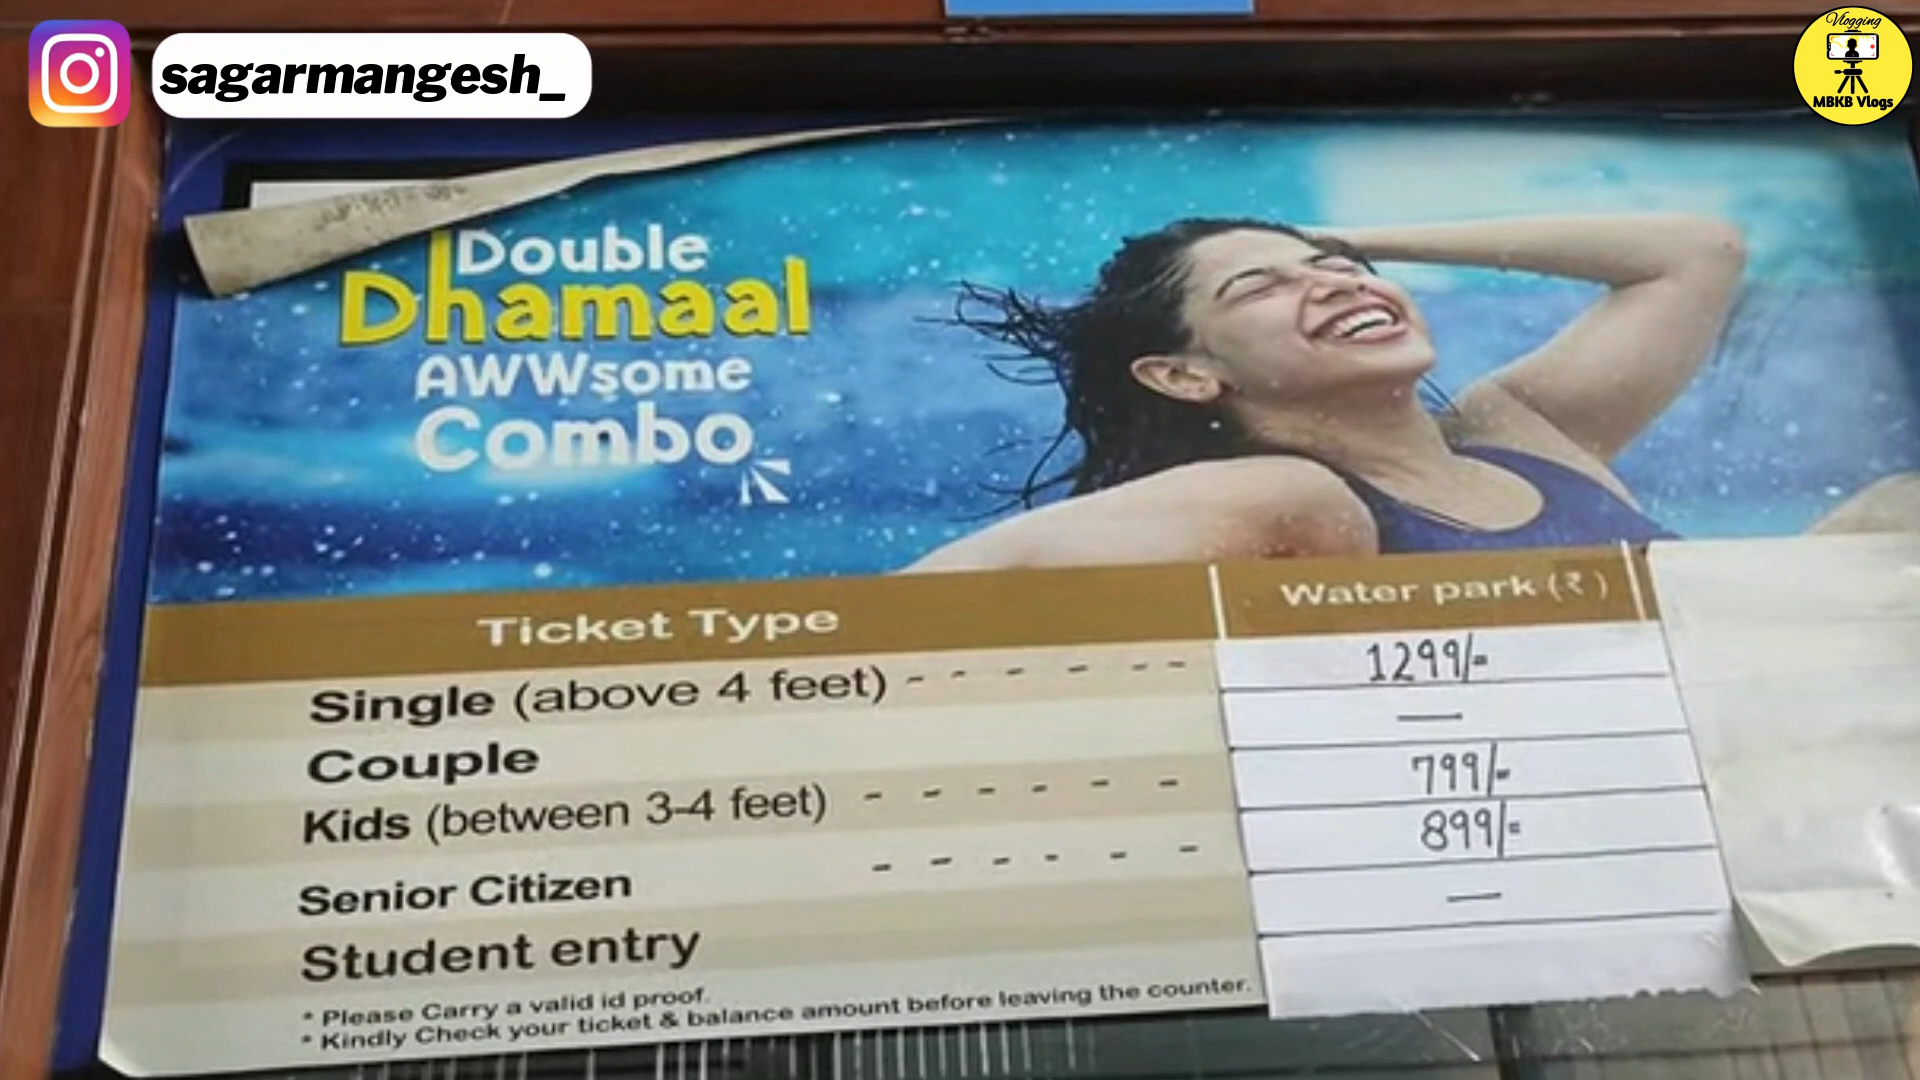 sagarmangesh_
Vlogging
MBKB Vlogs
Double
Dhamaal
AWWsome
Combo
Ticket Type Water park (₹)
Single (above 4 feet) - - - - - - 1299/-
Couple —
Kids (between 3-4 feet) - - - - - - 799/-
Senior Citizen - - - - - - 899/=
Student entry —
* Please Carry a valid id proof.
* Kindly Check your ticket & balance amount before leaving the counter.